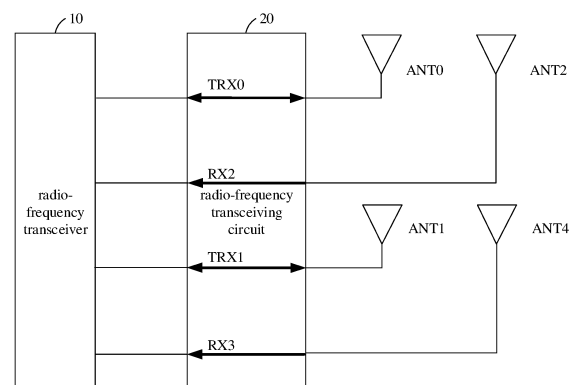 10
20
TRX0
ANT0
ANT2
RX2
radio-
frequency
transceiver
radio-frequency
transceiving
circuit
TRX1
ANT1
ANT4
RX3